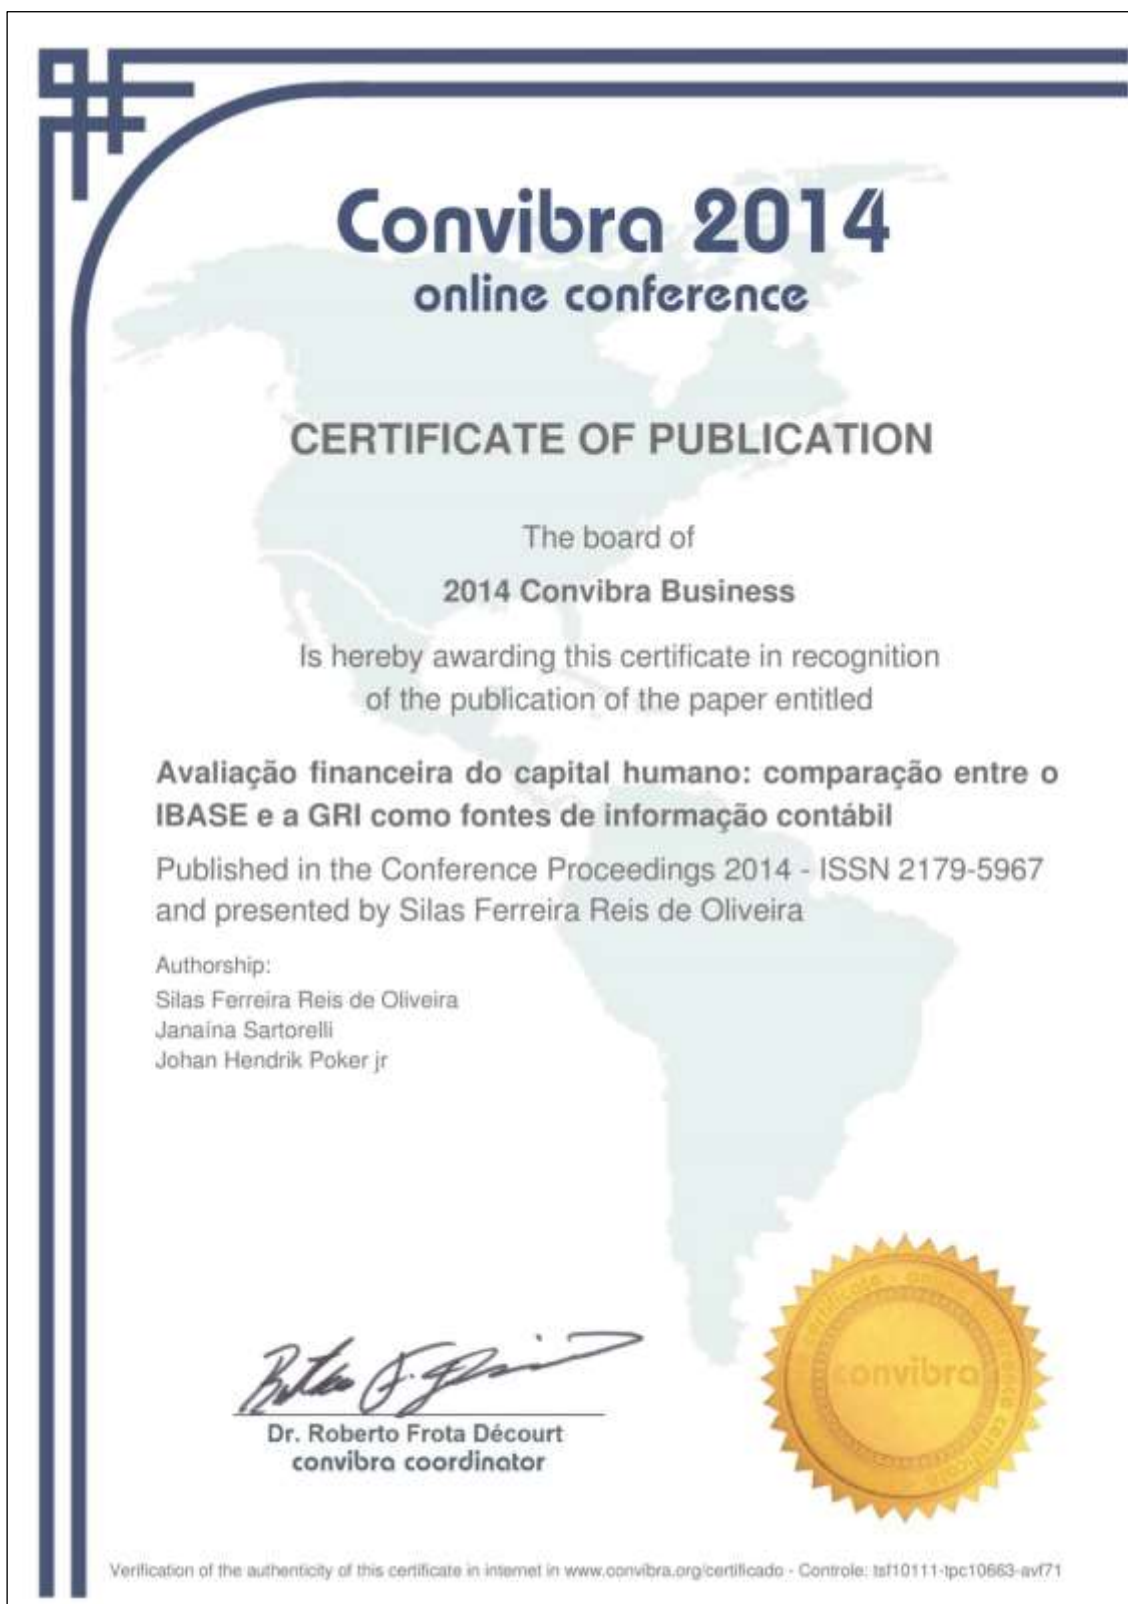 Convibra 2014
online conference
CERTIFICATE OF PUBLICATION
The board of
2014 Convibra Business
Is hereby awarding this certificate in recognition
of the publication of the paper entitled
Avaliação financeira do capital humano: comparação entre o
IBASE e a GRI como fontes de informação contábil
Published in the Conference Proceedings 2014 - ISSN 2179-5967
and presented by Silas Ferreira Reis de Oliveira
Authorship:
Silas Ferreira Reis de Oliveira
Janaína Sartorelli
Johan Hendrik Poker jr
convibra
Dr. Roberto Frota Décourt
convibra coordinator
Verification of the authenticity of this certificate in internet in www.convibra.org/certificado - Controle: tsf10111-tpc10663-avf71